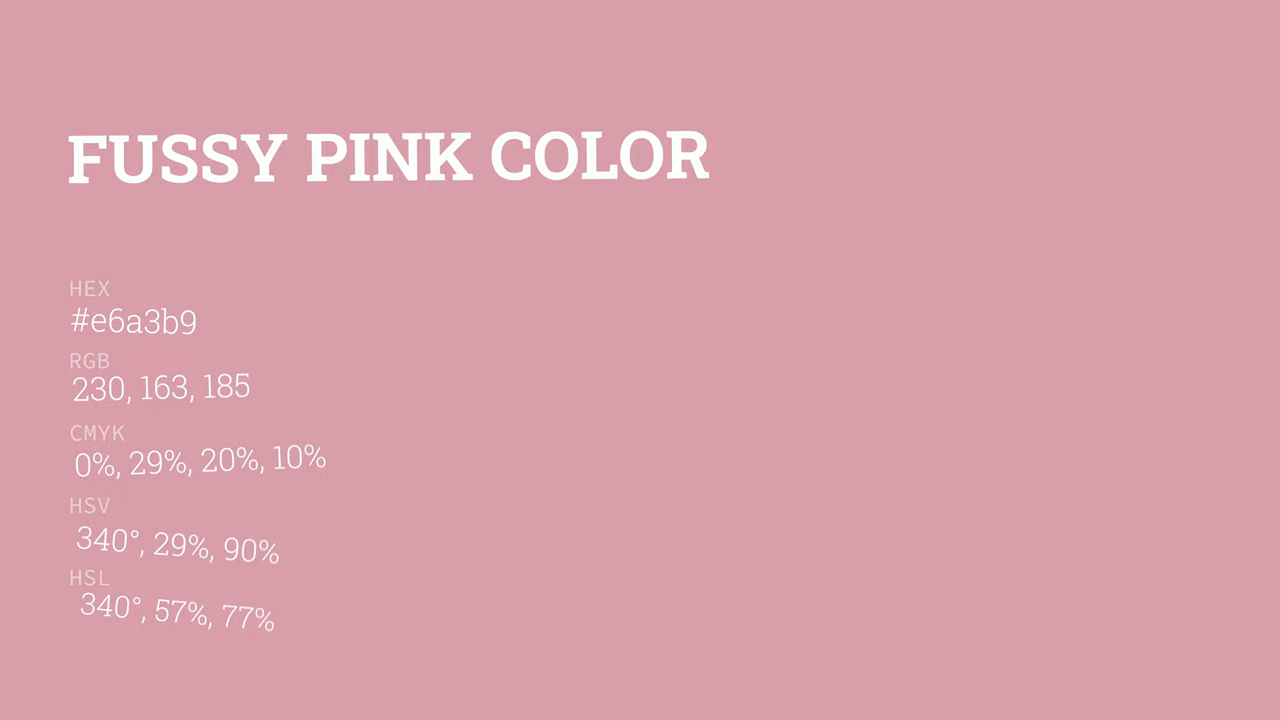 FUSSY PINK COLOR
HEX
#e6a3b9
RGB
230, 163, 185
CMYK
0%, 29%, 20%, 10%
HSV
340°, 29%, 90%
HSL
340°, 57%, 77%